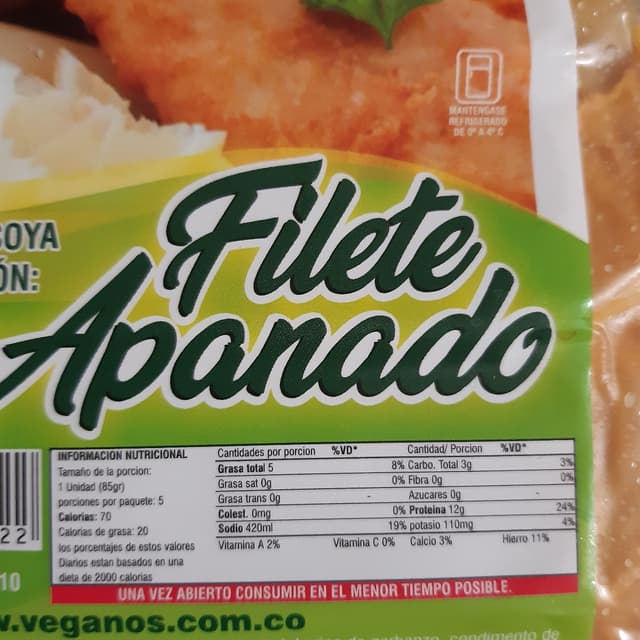 MANTENGASE
REFRIGERADO
DE 0° A 4° C
SOYA
ÓN:
Filete
Apanado
INFORMACION NUTRICIONAL
Tamaño de la porcion:
1 Unidad (85gr)
porciones por paquete: 5
Calorias: 70
Calorias de grasa: 20
los porcentajes de estos valores
Diarios estan basados en una
dieta de 2000 calorias
Cantidades por porcion %VD* Cantidad/ Porcion %VD*
Grasa total 5 8% Carbo. Total 3g 3%
Grasa sat 0g 0% Fibra 0g 0%
Grasa trans 0g - Azucares 0g -
Colest. 0mg 0% Proteina 12g 24%
Sodio 420ml 19% potasio 110mg 4%
Vitamina A 2% Vitamina C 0% Calcio 3% Hierro 11%
22
10
UNA VEZ ABIERTO CONSUMIR EN EL MENOR TIEMPO POSIBLE.
w.veganos.com.co
de garbanzo, condimento de